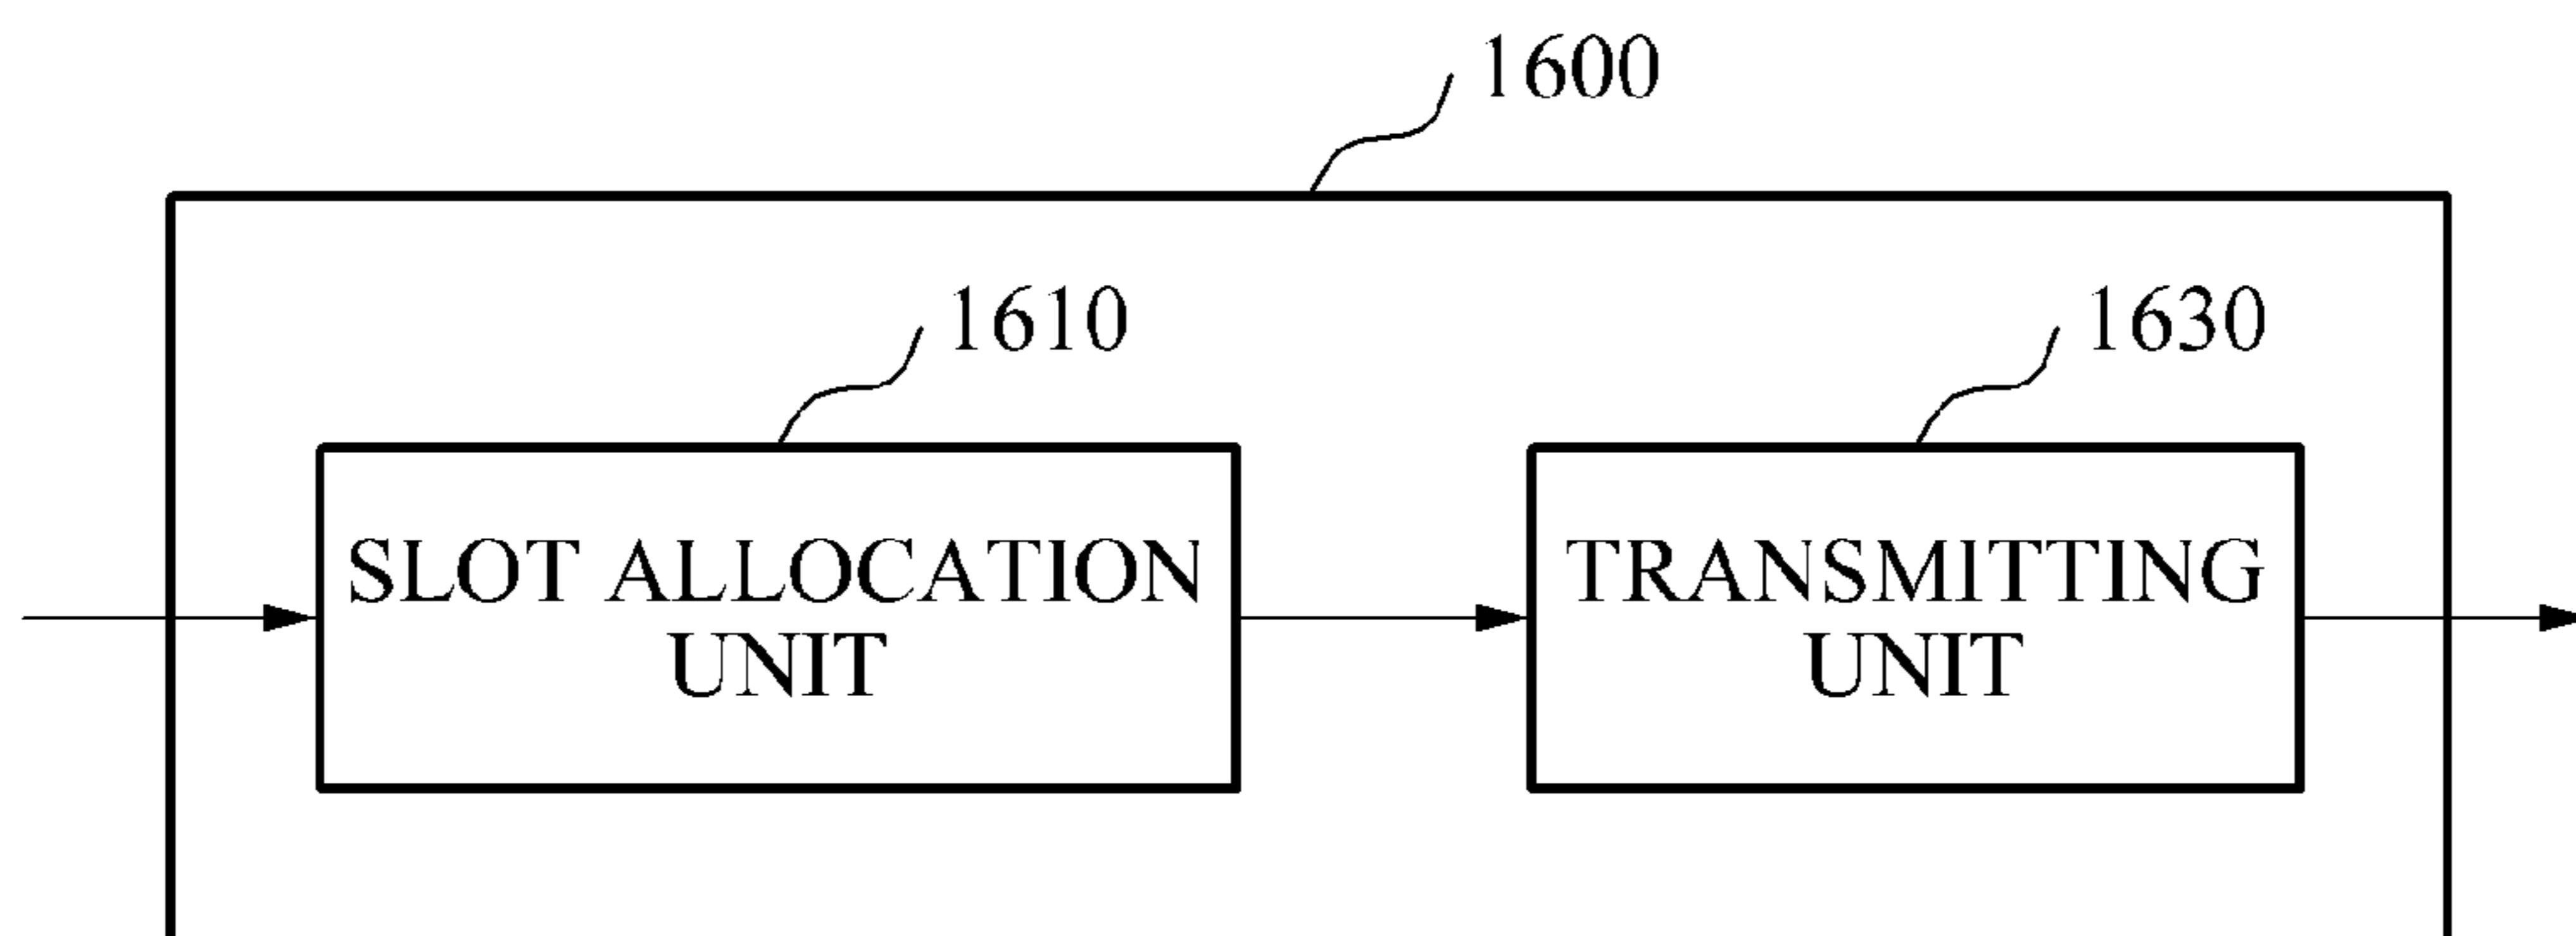 1600
1610
1630
SLOT ALLOCATION
UNIT
TRANSMITTING
UNIT